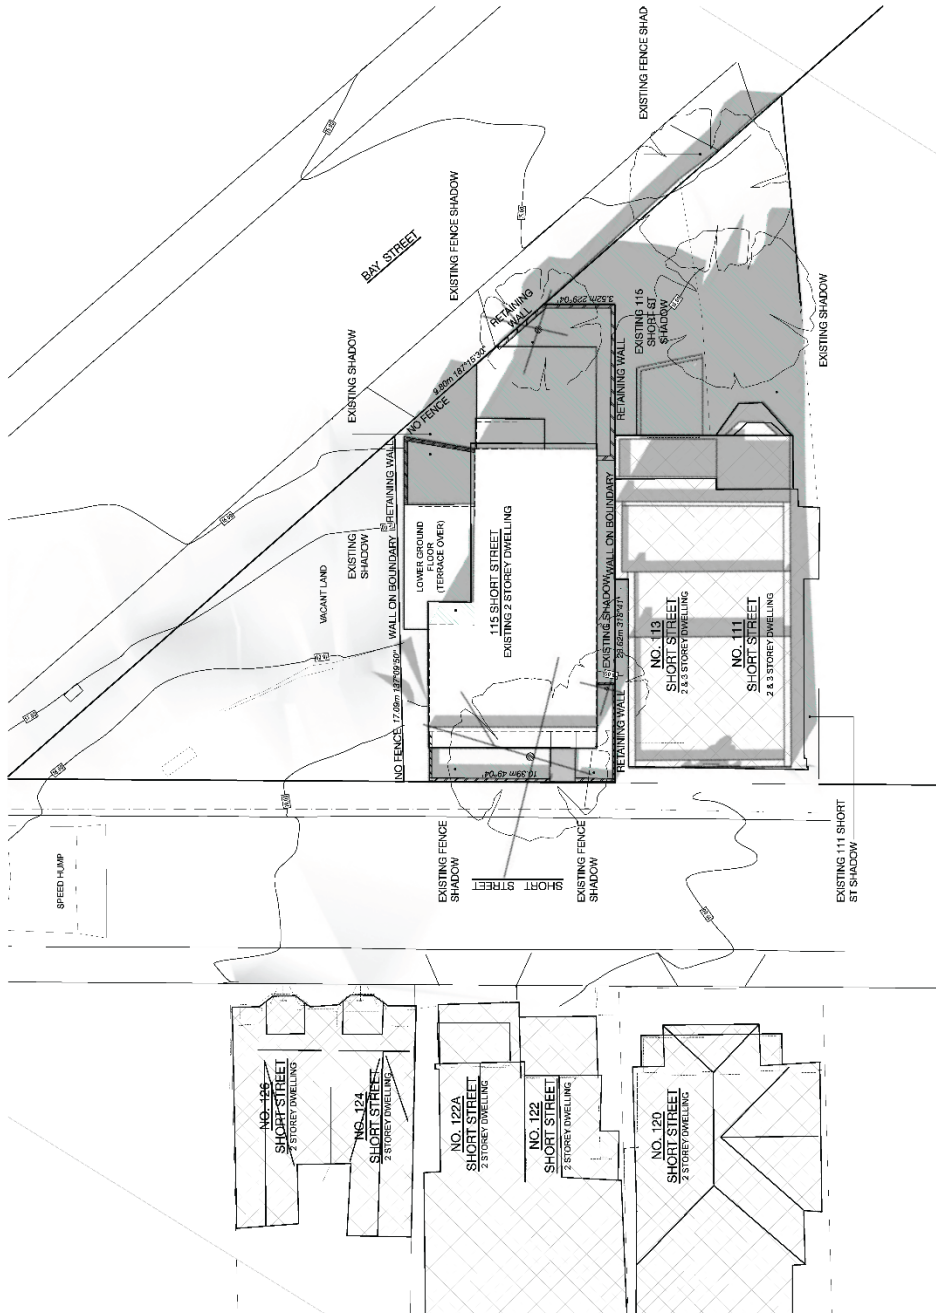 EXISTING FENCE SHAD
EXISTING FENCE SHADOW
BAY STREET
RETAINING
WALL
3.52m 229°04'
EXISTING 115
SHORT ST
SHADOW
EXISTING SHADOW
EXISTING SHADOW
9.80m 187°15'30"
NO FENCE
RETAINING WALL
RETAINING WALL
WALL ON BOUNDARY
EXISTING
SHADOW
VACANT LAND
LOWER GROUND
FLOOR
(TERRACE OVER)
115 SHORT STREET
EXISTING 2 STOREY DWELLING
WALL ON BOUNDARY
EXISTING SHADOW
NO. 113
SHORT STREET
2 & 3 STOREY DWELLING
NO. 111
SHORT STREET
2 & 3 STOREY DWELLING
NO FENCE
17.09m 137°09'50"
RETAINING WALL
10.39m 49°04'
EXISTING FENCE
SHADOW
SHORT
STREET
EXISTING FENCE
SHADOW
EXISTING 111 SHORT
ST SHADOW
SPEED HUMP
NO. 126
SHORT STREET
2 STOREY DWELLING
NO. 124
SHORT STREET
2 STOREY DWELLING
NO. 122A
SHORT STREET
2 STOREY DWELLING
NO. 122
SHORT STREET
2 STOREY DWELLING
NO. 120
SHORT STREET
2 STOREY DWELLING